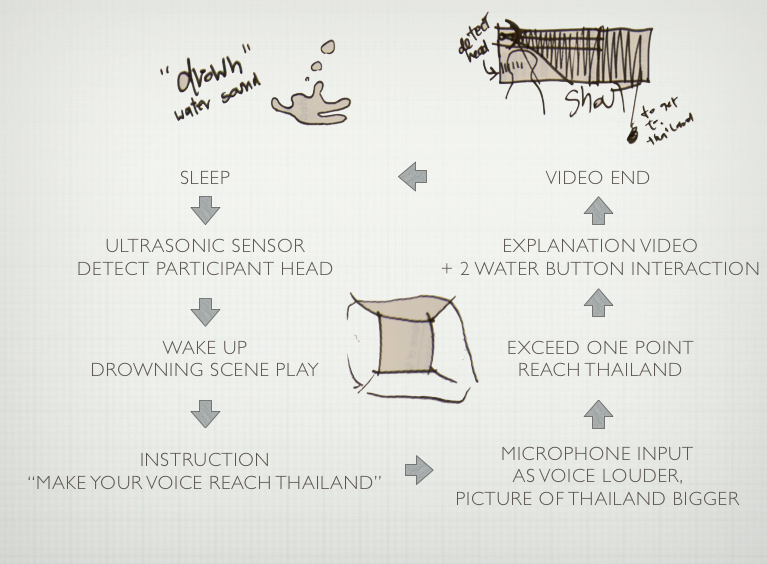 "drown"
water sound
detect
head
Shout
to get
to
thailand
SLEEP
VIDEO END
ULTRASONIC SENSOR
DETECT PARTICIPANT HEAD
EXPLANATION VIDEO
+ 2 WATER BUTTON INTERACTION
WAKE UP
DROWNING SCENE PLAY
EXCEED ONE POINT
REACH THAILAND
INSTRUCTION
“MAKE YOUR VOICE REACH THAILAND”
MICROPHONE INPUT
AS VOICE LOUDER,
PICTURE OF THAILAND BIGGER